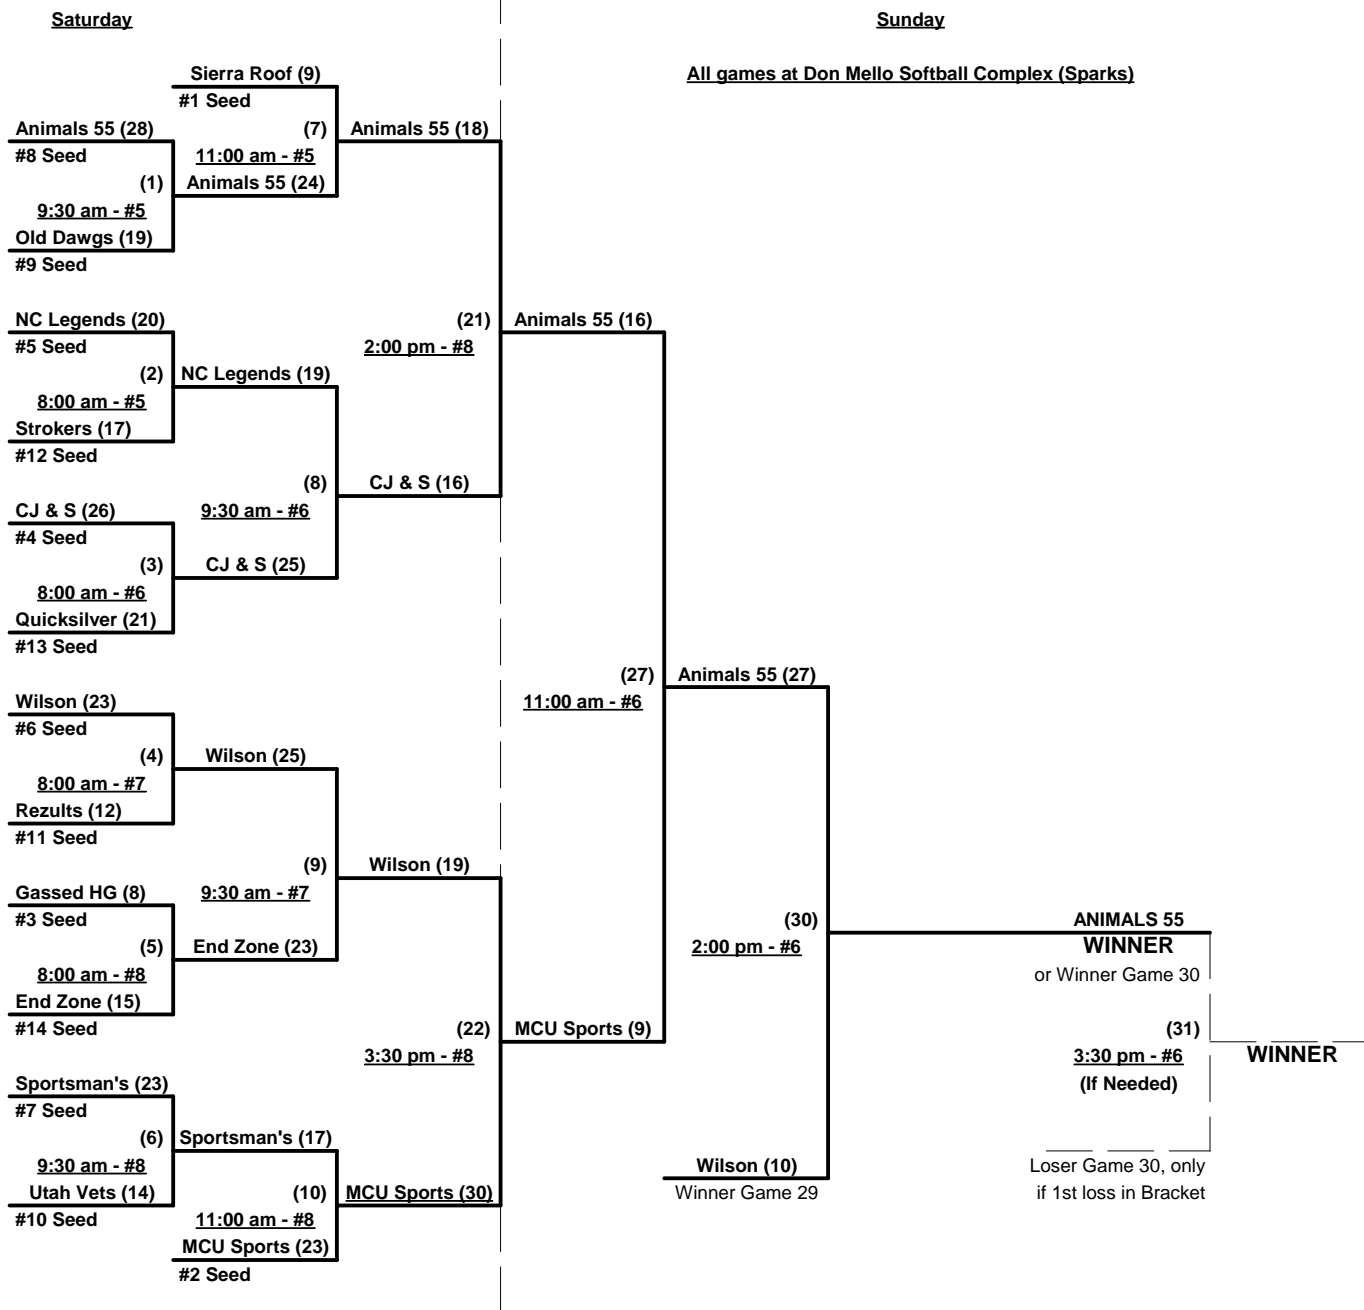 Saturday
Sunday
All games at Don Mello Softball Complex (Sparks)
Sierra Roof (9)
#1 Seed
Animals 55 (28)
#8 Seed
(7)
11:00 am - #5
Animals 55 (18)
(1)
9:30 am - #5
Animals 55 (24)
Old Dawgs (19)
#9 Seed
NC Legends (20)
#5 Seed
(21)
2:00 pm - #8
Animals 55 (16)
(2)
8:00 am - #5
NC Legends (19)
Strokers (17)
#12 Seed
(8)
9:30 am - #6
CJ & S (16)
CJ & S (26)
#4 Seed
(3)
8:00 am - #6
CJ & S (25)
Quicksilver (21)
#13 Seed
(27)
11:00 am - #6
Animals 55 (27)
Wilson (23)
#6 Seed
(4)
8:00 am - #7
Wilson (25)
Rezults (12)
#11 Seed
(9)
9:30 am - #7
Wilson (19)
Gassed HG (8)
#3 Seed
(30)
2:00 pm - #6
ANIMALS 55
WINNER
or Winner Game 30
(5)
8:00 am - #8
End Zone (23)
End Zone (15)
#14 Seed
(22)
3:30 pm - #8
MCU Sports (9)
(31)
3:30 pm - #6
(If Needed)
WINNER
Sportsman's (23)
#7 Seed
(6)
9:30 am - #8
Sportsman's (17)
Utah Vets (14)
#10 Seed
(10)
11:00 am - #8
MCU Sports (30)
Wilson (10)
Winner Game 29
Loser Game 30, only
if 1st loss in Bracket
MCU Sports (23)
#2 Seed